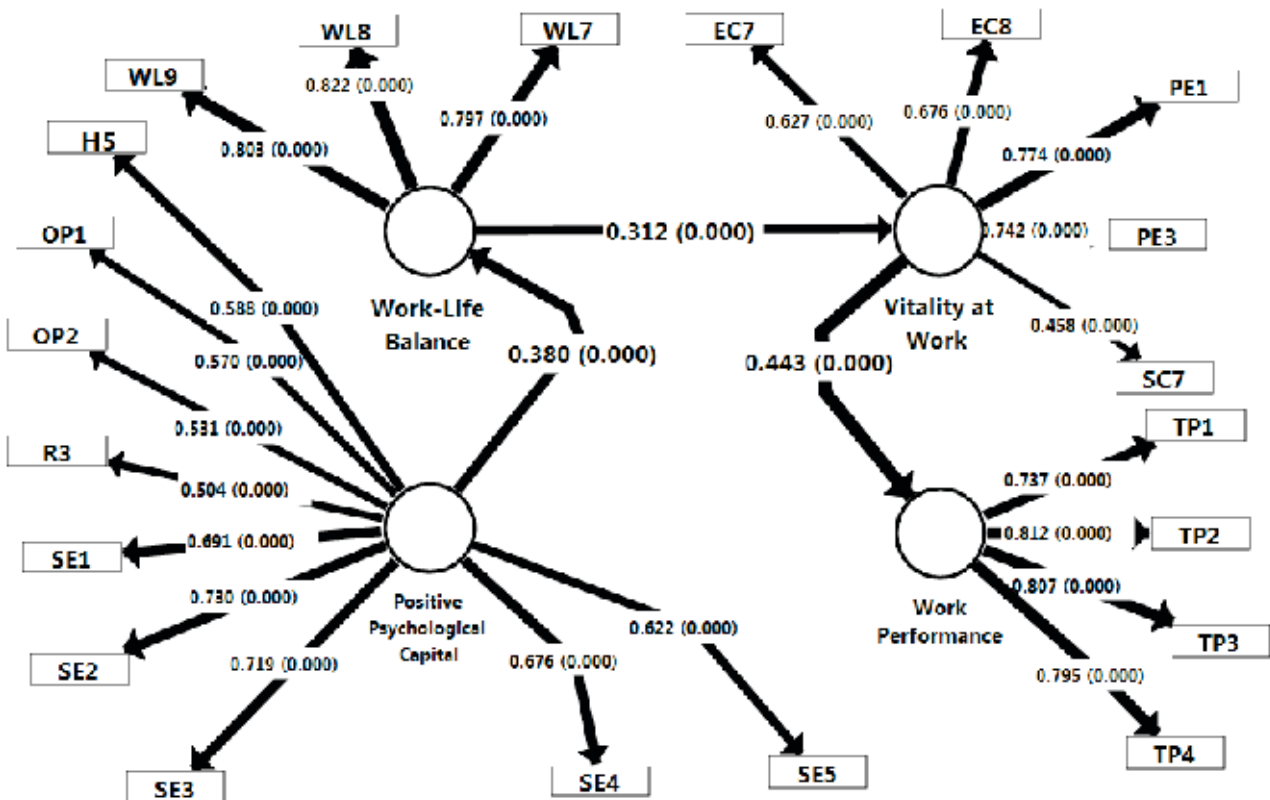 WL8
WL7
EC7
EC8
WL9
PE1
0.822 (0.000)
0.797 (0.000)
0.627 (0.000)
0.676 (0.000)
H5
0.803 (0.000)
0.774 (0.000)
OP1
0.312 (0.000)
0.742 (0.000)
PE3
0.588 (0.000)
Work-Life
Balance
Vitality at
Work
0.458 (0.000)
OP2
0.570 (0.000)
0.380 (0.000)
0.443 (0.000)
SC7
0.531 (0.000)
TP1
R3
0.504 (0.000)
0.737 (0.000)
SE1
0.691 (0.000)
0.812 (0.000)
TP2
0.730 (0.000)
Positive
Psychological
Capital
0.622 (0.000)
Work
Performance
0.807 (0.000)
TP3
SE2
0.719 (0.000)
0.676 (0.000)
0.795 (0.000)
SE3
SE4
SE5
TP4